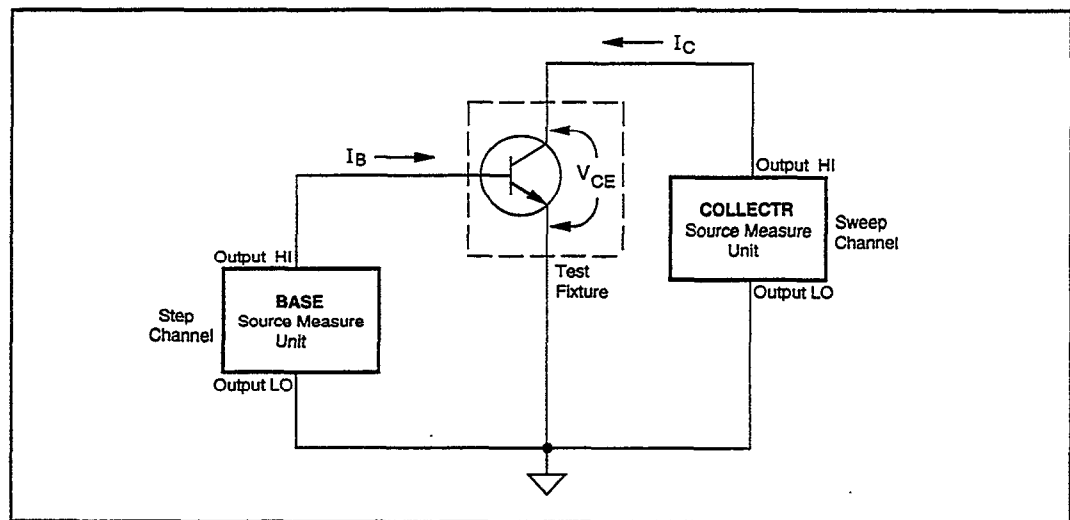 I_C
I_B
V_CE
Output HI
COLLECTR
Source Measure
Unit
Sweep
Channel
Output LO
Test
Fixture
Output HI
BASE
Source Measure
Unit
Step
Channel
Output LO